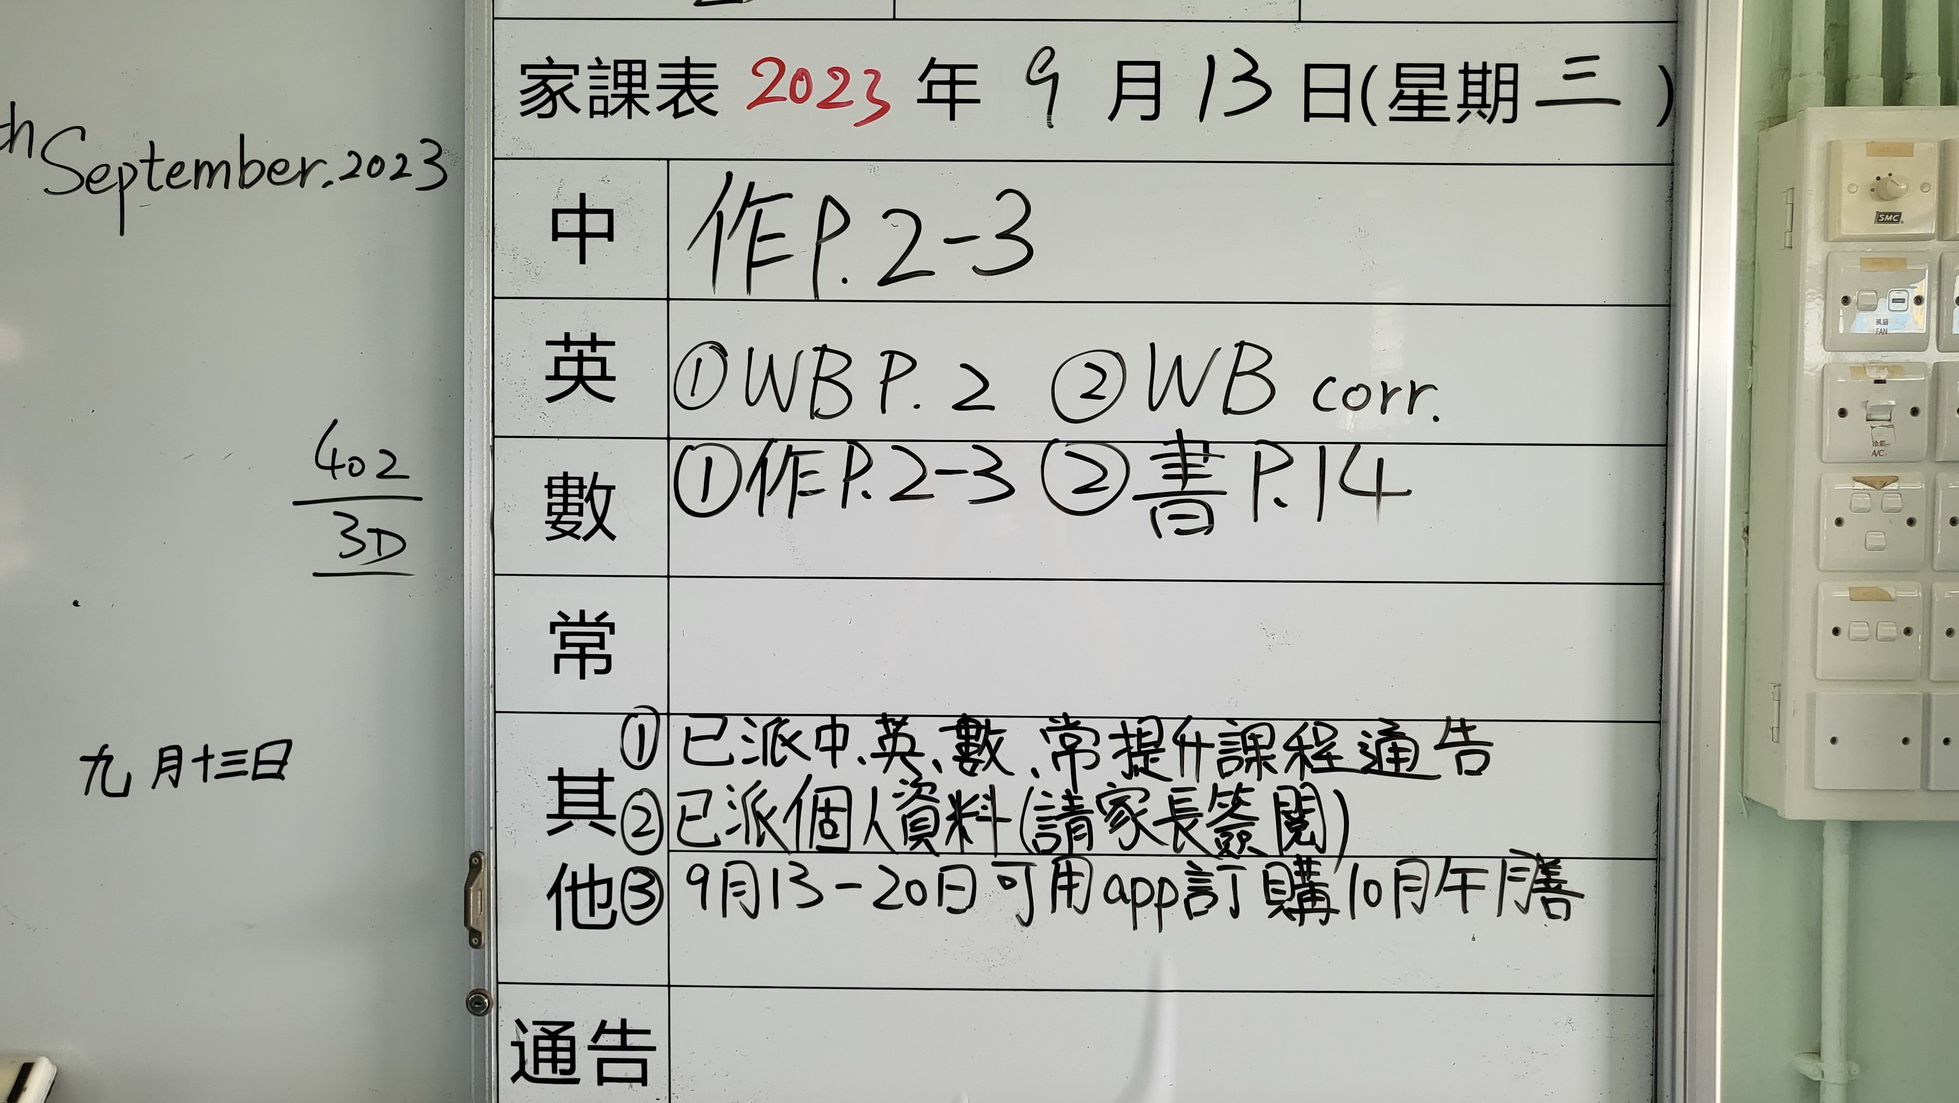 家課表 2023 年 9 月 13 日(星期 三 )
th September.2023
中 作P.2-3
英 ①WB P.2 ②WB corr.
數 ①作P.2-3 ②書P.14
402
3D
常
其他
①已派中、英、數、常提升課程通告
②已派個人資料(請家長簽閱)
③9月13-20日可用app訂購10月午膳
九月十三日
通告
SMC
FAN
A/C